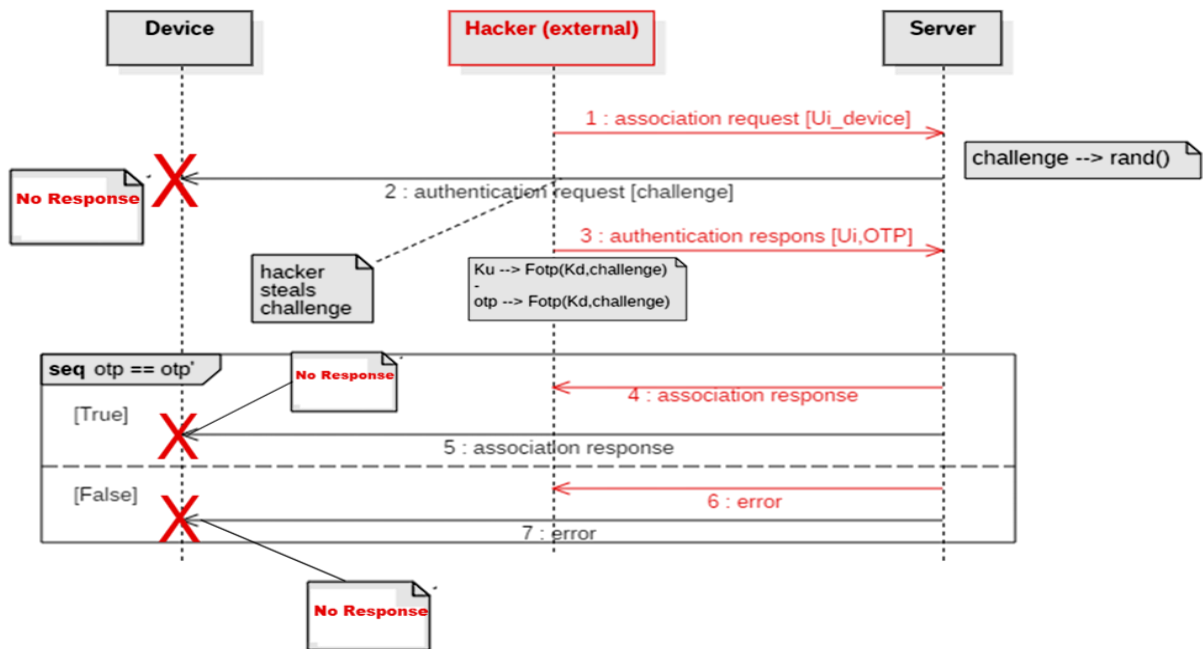 Device
Hacker (external)
Server
1 : association request [Ui_device]
challenge --> rand()
No Response
2 : authentication request [challenge]
3 : authentication respons [Ui,OTP]
hacker
steals
challenge
Ku --> Fotp(Kd,challenge)
-
otp --> Fotp(Kd,challenge)
seq otp == otp'
No Response
4 : association response
[True]
5 : association response
[False]
6 : error
7 : error
No Response